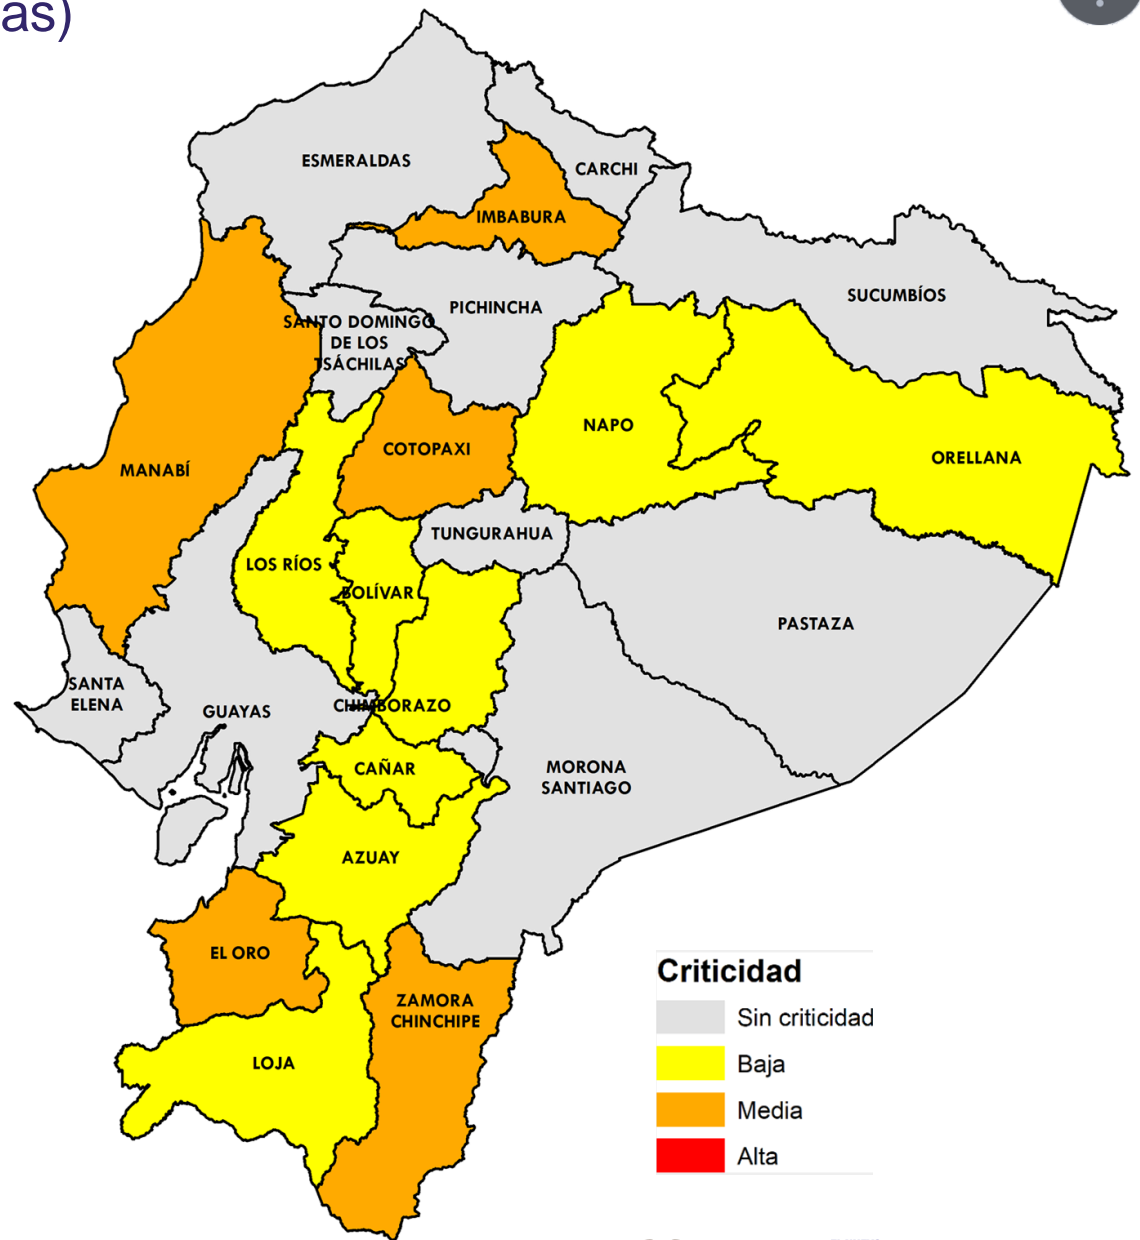 as)
ESMERALDAS
CARCHI
IMBABURA
SUCUMBÍOS
PICHINCHA
SANTO DOMINGO
DE LOS
TSÁCHILAS
NAPO
COTOPAXI
ORELLANA
MANABÍ
TUNGURAHUA
LOS RÍOS
BOLÍVAR
PASTAZA
SANTA
ELENA
GUAYAS
CHIMBORAZO
CAÑAR
MORONA
SANTIAGO
AZUAY
EL ORO
ZAMORA
CHINCHIPE
LOJA
Criticidad
Sin criticidad
Baja
Media
Alta